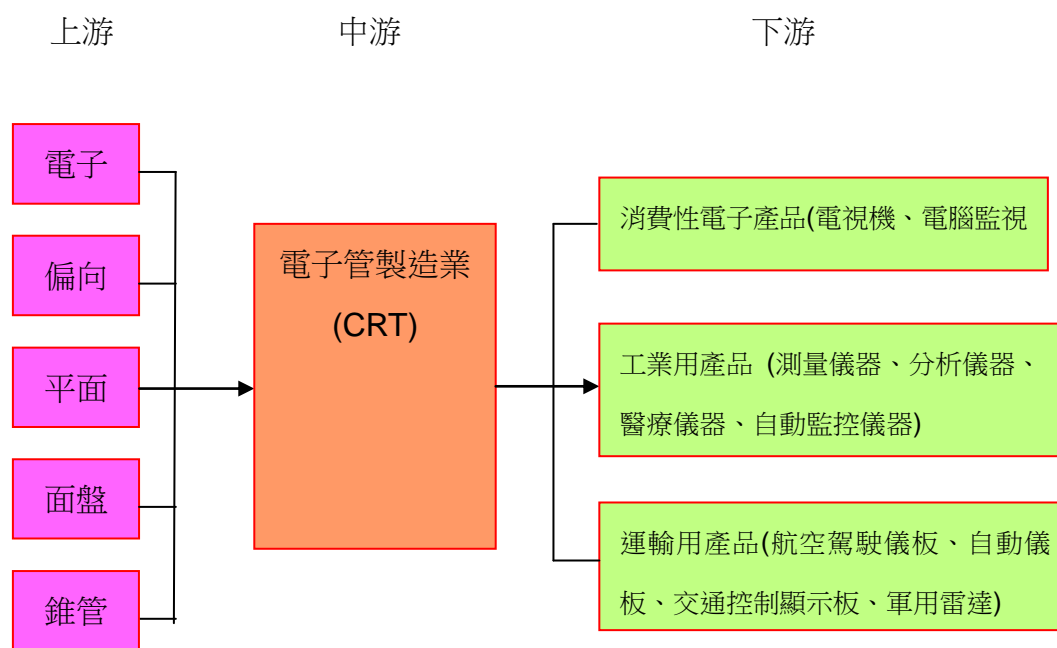 上游 中游 下游
電子
偏向
平面
面盤
錐管
電子管製造業
(CRT)
消費性電子產品(電視機、電腦監視
工業用產品 (測量儀器、分析儀器、
醫療儀器、自動監控儀器)
運輸用產品(航空駕駛儀板、自動儀
板、交通控制顯示板、軍用雷達)